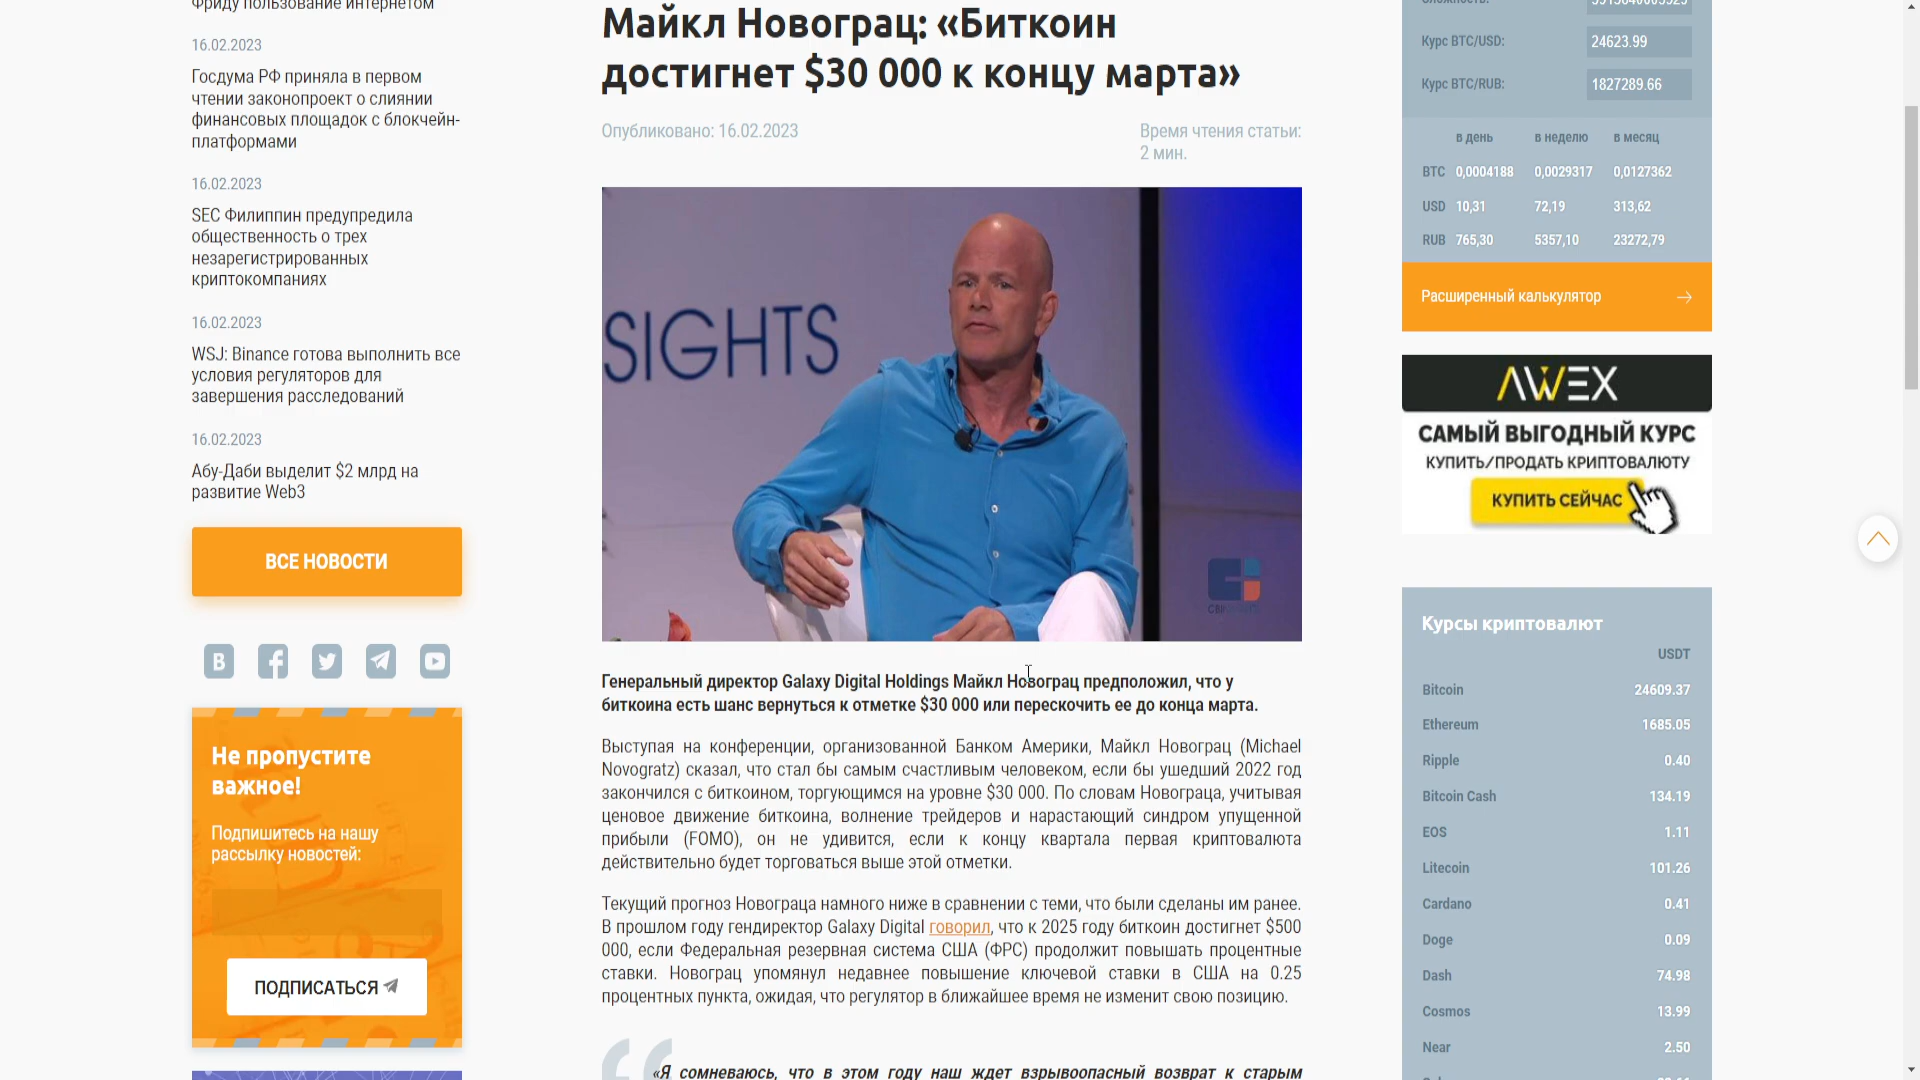 Фриду пользование интернетом
16.02.2023
Госдума РФ приняла в первом
чтении законопроект о слиянии
финансовых площадок с блокчейн-
платформами
16.02.2023
SEC Филиппин предупредила
общественность о трех
незарегистрированных
криптокомпаниях
16.02.2023
WSJ: Binance готова выполнить все
условия регуляторов для
завершения расследований
16.02.2023
Абу-Даби выделит $2 млрд на
развитие Web3
ВСЕ НОВОСТИ
Не пропустите
важное!
Подпишитесь на нашу
рассылку новостей:
ПОДПИСАТЬСЯ
Майкл Новограц: «Биткоин
достигнет $30 000 к концу марта»
Опубликовано: 16.02.2023
Время чтения статьи:
2 мин.
SIGHTS
Генеральный директор Galaxy Digital Holdings Майкл Новограц предположил, что у
биткоина есть шанс вернуться к отметке $30 000 или перескочить ее до конца марта.
Выступая на конференции, организованной Банком Америки, Майкл Новограц (Michael
Novogratz) сказал, что стал бы самым счастливым человеком, если бы ушедший 2022 год
закончился с биткоином, торгующимся на уровне $30 000. По словам Новограца, учитывая
ценовое движение биткоина, волнение трейдеров и нарастающий синдром упущенной
прибыли (FOMO), он не удивится, если к концу квартала первая криптовалюта
действительно будет торговаться выше этой отметки.
Текущий прогноз Новограца намного ниже в сравнении с теми, что были сделаны им ранее.
В прошлом году гендиректор Galaxy Digital говорил, что к 2025 году биткоин достигнет $500
000, если Федеральная резервная система США (ФРС) продолжит повышать процентные
ставки. Новограц упомянул недавнее повышение ключевой ставки в США на 0.25
процентных пункта, ожидая, что регулятор в ближайшее время не изменит свою позицию.
«Я сомневаюсь, что в этом году нас ждет взрывоопасный возврат к старым
Курс BTC/USD: 24623.99
Курс BTC/RUB: 1827289.66
в день в неделю в месяц
BTC 0,0004188 0,0029317 0,0127362
USD 10,31 72,19 313,62
RUB 765,30 5357,10 23272,79
Расширенный калькулятор
AWEX
САМЫЙ ВЫГОДНЫЙ КУРС
КУПИТЬ/ПРОДАТЬ КРИПТОВАЛЮТУ
КУПИТЬ СЕЙЧАС
Курсы криптовалют
USDT
Bitcoin 24609.37
Ethereum 1685.05
Ripple 0.40
Bitcoin Cash 134.19
EOS 1.11
Litecoin 101.26
Cardano 0.41
Doge 0.09
Dash 74.98
Cosmos 13.99
Near 2.50